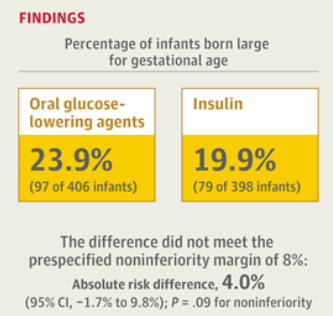 FINDINGS
Percentage of infants born large
for gestational age
Oral glucose-
lowering agents
23.9%
(97 of 406 infants)
Insulin
19.9%
(79 of 398 infants)
The difference did not meet the
prespecified noninferiority margin of 8%:
Absolute risk difference, 4.0%
(95% CI, −1.7% to 9.8%); P = .09 for noninferiority